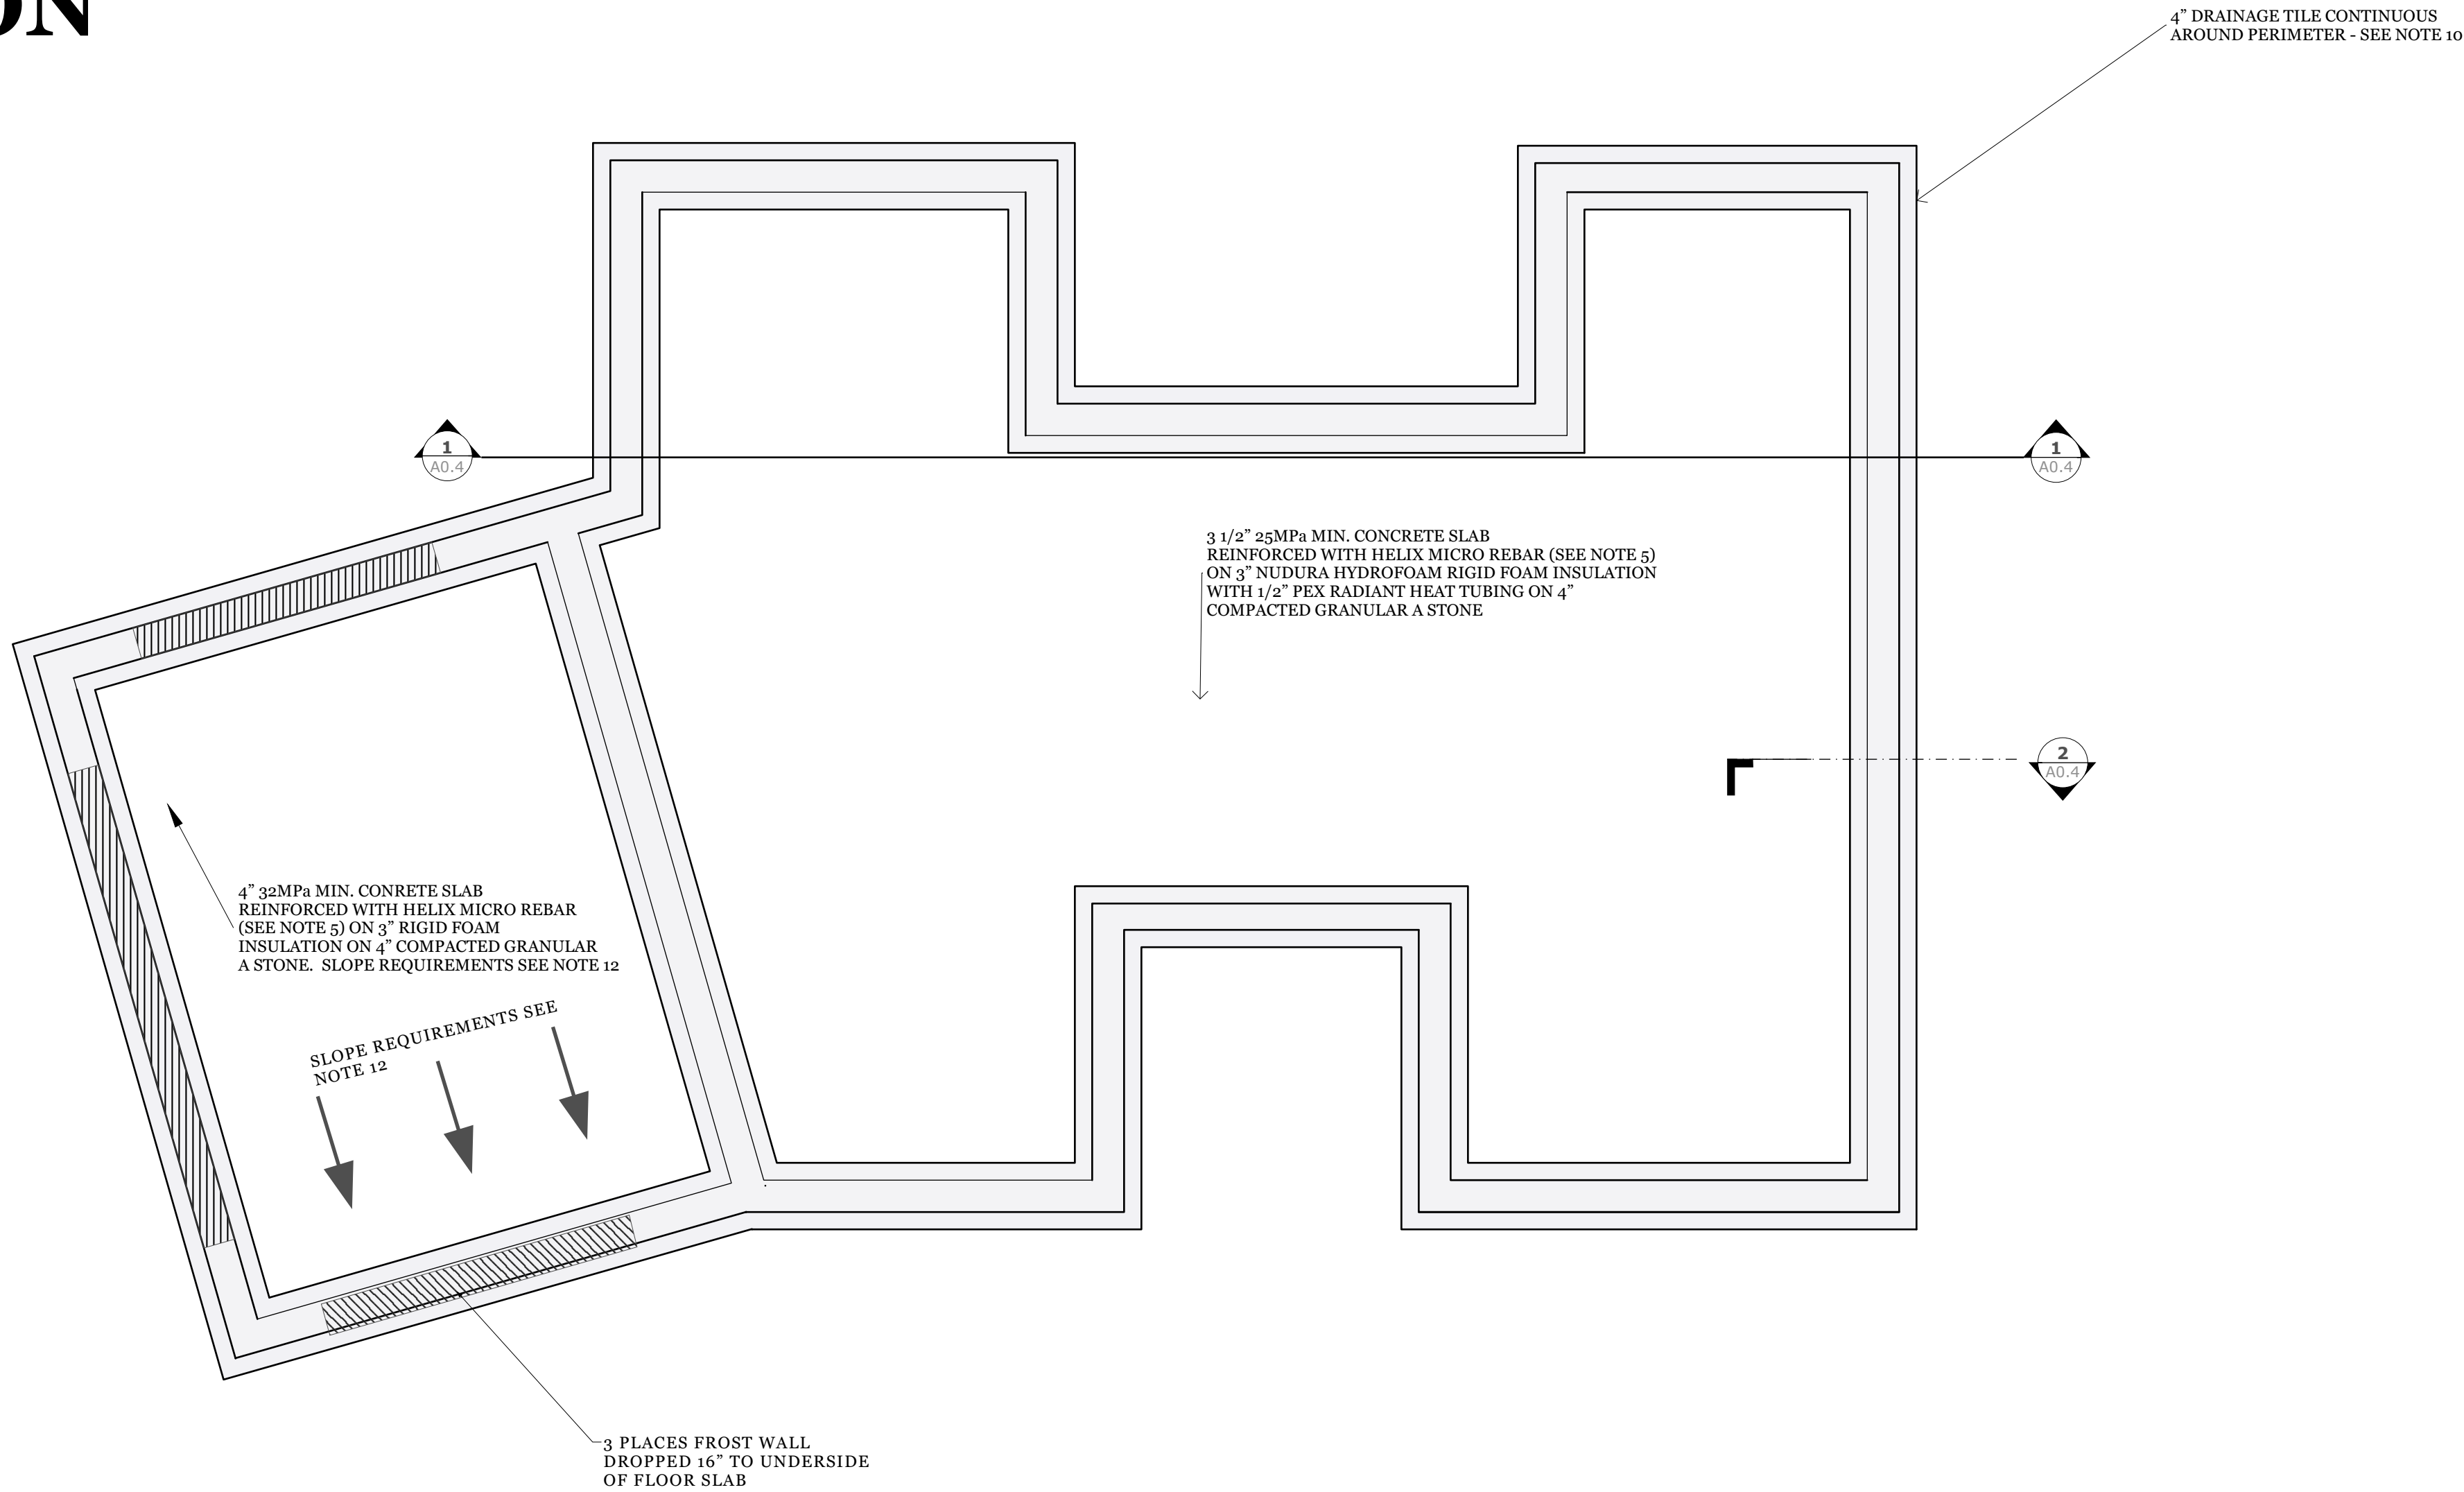 ON
4” DRAINAGE TILE CONTINUOUS
AROUND PERIMETER - SEE NOTE 10
1
A0.4
1
A0.4
3 1/2” 25MPa MIN. CONCRETE SLAB
REINFORCED WITH HELIX MICRO REBAR (SEE NOTE 5)
ON 3” NUDURA HYDROFOAM RIGID FOAM INSULATION
WITH 1/2” PEX RADIANT HEAT TUBING ON 4”
COMPACTED GRANULAR A STONE
2
A0.4
4” 32MPa MIN. CONRETE SLAB
REINFORCED WITH HELIX MICRO REBAR
(SEE NOTE 5) ON 3” RIGID FOAM
INSULATION ON 4” COMPACTED GRANULAR
A STONE.  SLOPE REQUIREMENTS SEE NOTE 12
SLOPE REQUIREMENTS SEE
NOTE 12
3 PLACES FROST WALL
DROPPED 16” TO UNDERSIDE
OF FLOOR SLAB